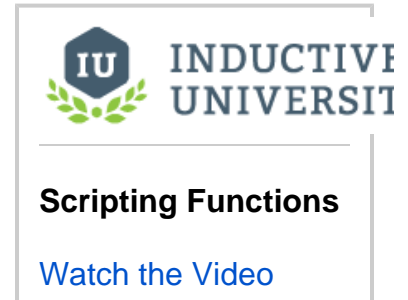 IU INDUCTIVE
UNIVERSIT
Scripting Functions
Watch the Video